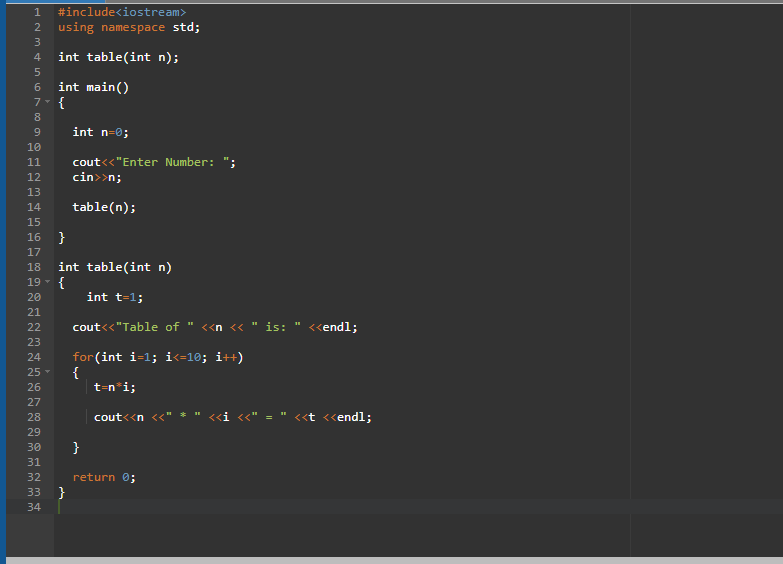 1 #include<iostream>
2 using namespace std;
3
4 int table(int n);
5
6 int main()
7 {
8
9   int n=0;
10
11   cout<<"Enter Number: ";
12   cin>>n;
13
14   table(n);
15
16 }
17
18 int table(int n)
19 {
20     int t=1;
21
22   cout<<"Table of " <<n << " is: " <<endl;
23
24   for(int i=1; i<=10; i++)
25   {
26      t=n*i;
27
28      cout<<n <<" * " <<i <<" = " <<t <<endl;
29
30   }
31
32   return 0;
33 }
34